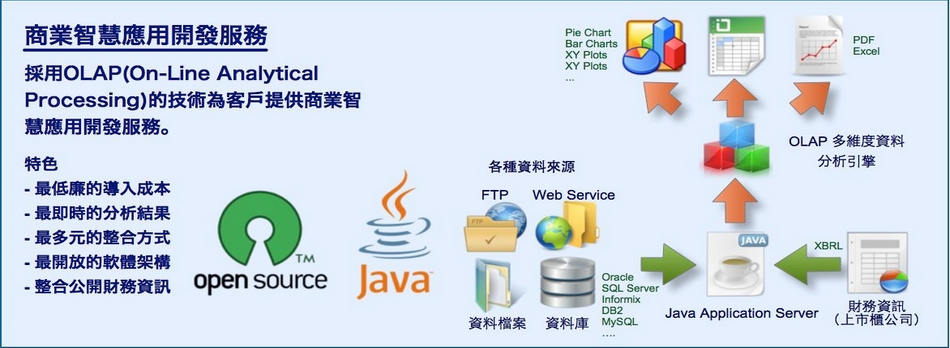 商業智慧應用開發服務
採用OLAP(On-Line Analytical
Processing)的技術為客戶提供商業智
慧應用開發服務。
特色
- 最低廉的導入成本
- 最即時的分析結果
- 最多元的整合方式
- 最開放的軟體架構
- 整合公開財務資訊
open source
TM
Java
各種資料來源
FTP
Web Service
FTP
資料檔案
資料庫
Oracle
SQL Server
Informix
DB2
MySQL
....
Pie Chart
Bar Charts
XY Plots
XY Plots
...
PDF
Excel
OLAP 多維度資料
分析引擎
JAVA
Java Application Server
XBRL
財務資訊
（上市櫃公司）